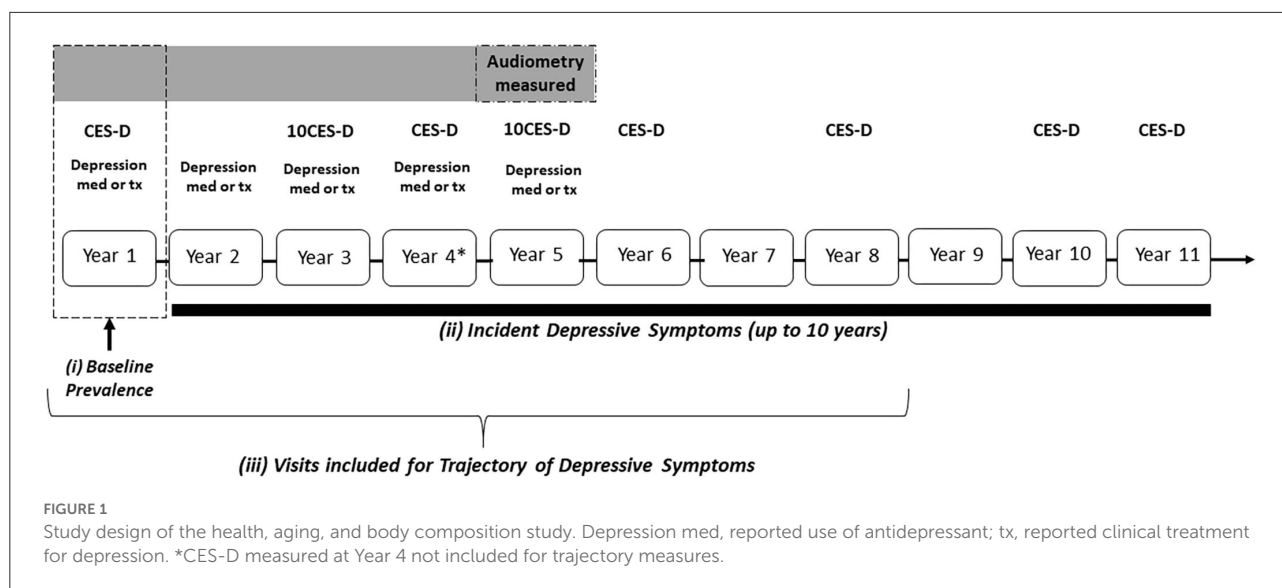 Audiometry
measured
CES-D 10CES-D CES-D 10CES-D CES-D CES-D CES-D CES-D
Depression Depression Depression Depression Depression
med or tx med or tx med or tx med or tx med or tx
Year 1 Year 2 Year 3 Year 4* Year 5 Year 6 Year 7 Year 8 Year 9 Year 10 Year 11
(ii) Incident Depressive Symptoms (up to 10 years)
(i) Baseline
Prevalence
(iii) Visits included for Trajectory of Depressive Symptoms
FIGURE 1
Study design of the health, aging, and body composition study. Depression med, reported use of antidepressant; tx, reported clinical treatment
for depression. *CES-D measured at Year 4 not included for trajectory measures.